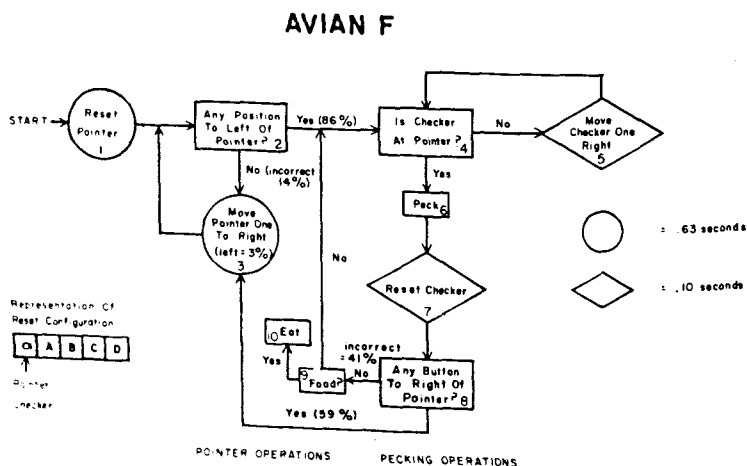 AVIAN F
START
Reset
Pointer
1
Any Position
To Left Of
Pointer? 2
Yes (86%)
Is Checker
At Pointer? 4
No
Move
Checker One
Right
5
No (incorrect
14%)
Yes
Peck 6
Move
Pointer One
To Right
(left = 3%)
3
No
= .63 seconds
Reset Checker
7
= .10 seconds
Representation Of
Reset Configuration
A B C D
10 Eat
incorrect
= 41%
Yes
9 Food?
No
Any Button
To Right Of
Pointer? 8
Pointer
Checker
Yes (59%)
POINTER OPERATIONS
PECKING OPERATIONS